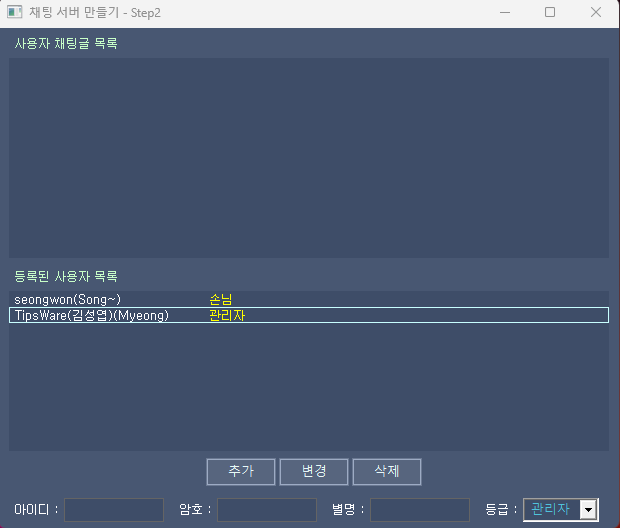 채팅 서버 만들기 - Step2
사용자 채팅글 목록
등록된 사용자 목록
seongwon(Song~) 손님
TipsWare(김성엽)(Myeong) 관리자
추가 변경 삭제
아이디 : 암호 : 별명 : 등급 : 관리자